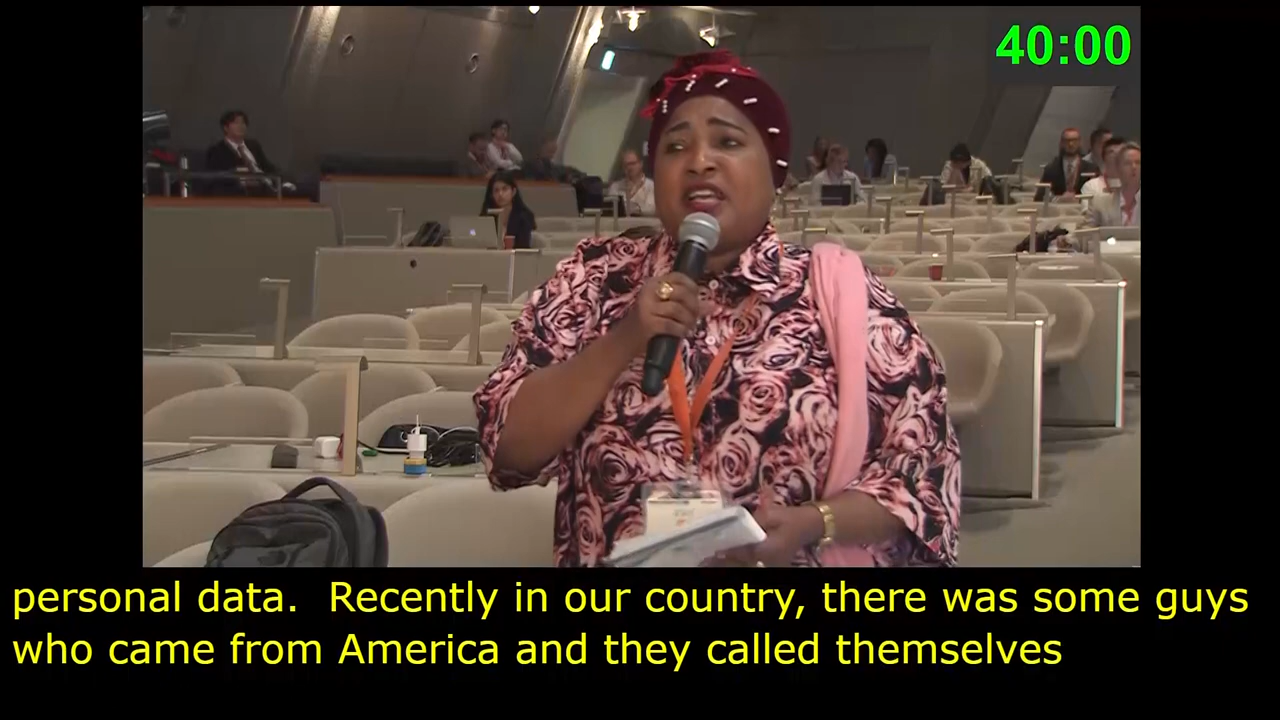 40:00
personal data.  Recently in our country, there was some guys
who came from America and they called themselves